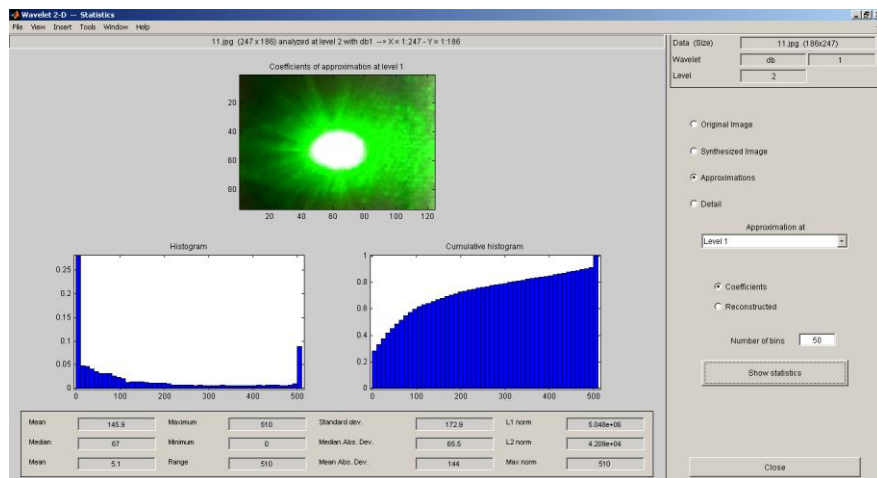 Wavelet 2-D -- Statistics
File View Insert Tools Window Help
11.jpg (247 x 186) analyzed at level 2 with db1 --> X = 1:247 - Y = 1:186
Coefficients of approximation at level 1
20
40
60
80
20 40 60 80 100 120
Histogram
0.25
0.2
0.15
0.1
0.05
0
0 100 200 300 400 500
Cumulative histogram
1
0.8
0.6
0.4
0.2
0
0 100 200 300 400 500
Mean 145.9 Maximum 510 Standard dev. 172.9 L1 norm 5.048e+06
Median 67 Minimum 0 Median Abs. Dev. 65.5 L2 norm 4.209e+04
Mean 5.1 Range 510 Mean Abs. Dev. 144 Max norm 510
Data (Size) 11.jpg (186x247)
Wavelet db 1
Level 2
Original Image
Synthesized Image
Approximations
Detail
Approximation at
Level 1
Coefficients
Reconstructed
Number of bins 50
Show statistics
Close